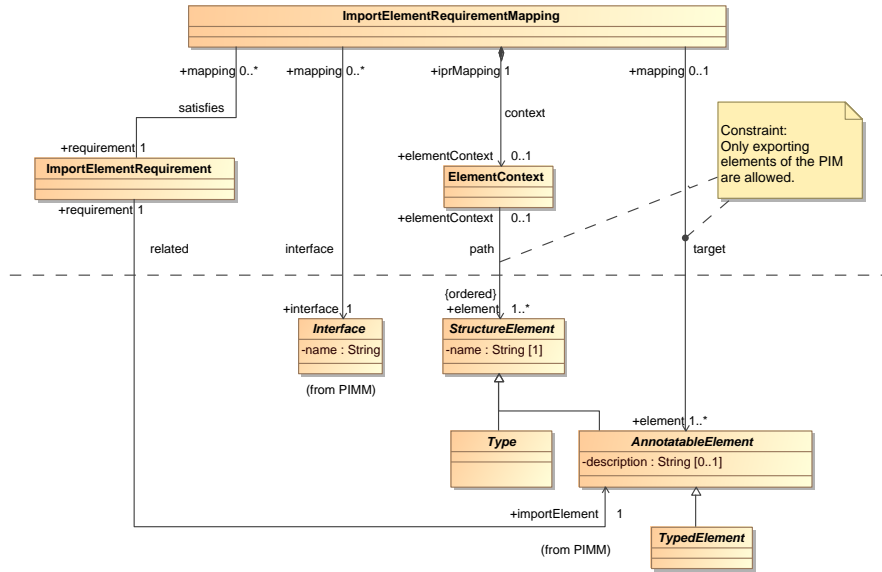 ImportElementRequirementMapping
+mapping 0..*
+mapping 0..*
+iprMapping 1
+mapping 0..1
satisfies
context
Constraint:
Only exporting
elements of the PIM
are allowed.
+requirement 1
+elementContext 0..1
ImportElementRequirement
ElementContext
+requirement 1
+elementContext 0..1
related
interface
path
target
{ordered}
+interface 1
+element 1..*
Interface
StructureElement
-name : String
-name : String [1]
(from PIMM)
+element 1..*
Type
AnnotatableElement
-description : String [0..1]
+importElement 1
(from PIMM)
TypedElement